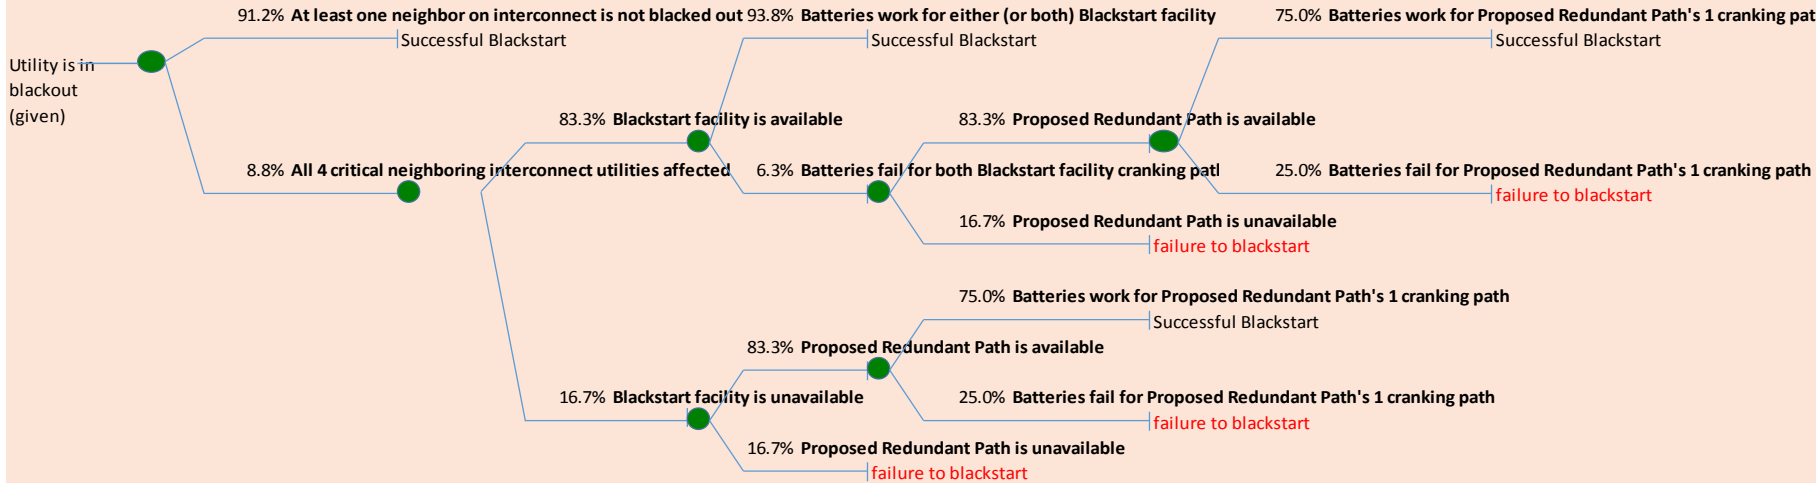 91.2% At least one neighbor on interconnect is not blacked out
93.8% Batteries work for either (or both) Blackstart facility
75.0% Batteries work for Proposed Redundant Path's 1 cranking pat
Successful Blackstart
Successful Blackstart
Successful Blackstart
Utility is in
blackout
(given)
83.3% Blackstart facility is available
83.3% Proposed Redundant Path is available
8.8% All 4 critical neighboring interconnect utilities affected
6.3% Batteries fail for both Blackstart facility cranking path
25.0% Batteries fail for Proposed Redundant Path's 1 cranking path
failure to blackstart
16.7% Proposed Redundant Path is unavailable
failure to blackstart
75.0% Batteries work for Proposed Redundant Path's 1 cranking path
Successful Blackstart
83.3% Proposed Redundant Path is available
16.7% Blackstart facility is unavailable
25.0% Batteries fail for Proposed Redundant Path's 1 cranking path
failure to blackstart
16.7% Proposed Redundant Path is unavailable
failure to blackstart